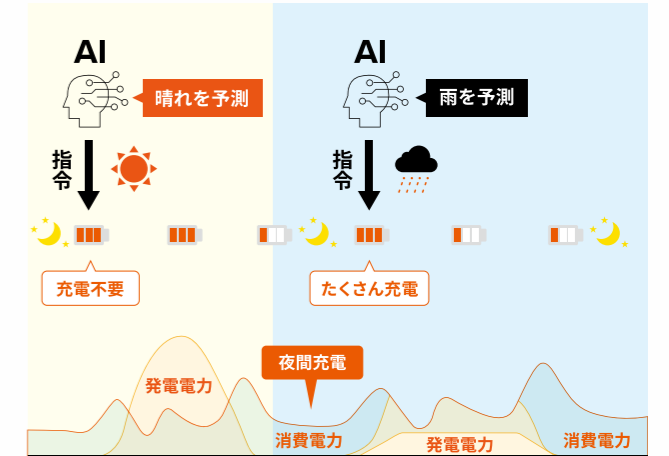 AI
晴れを予測
指令
充電不要
AI
雨を予測
指令
たくさん充電
発電電力
夜間充電
消費電力
発電電力
消費電力